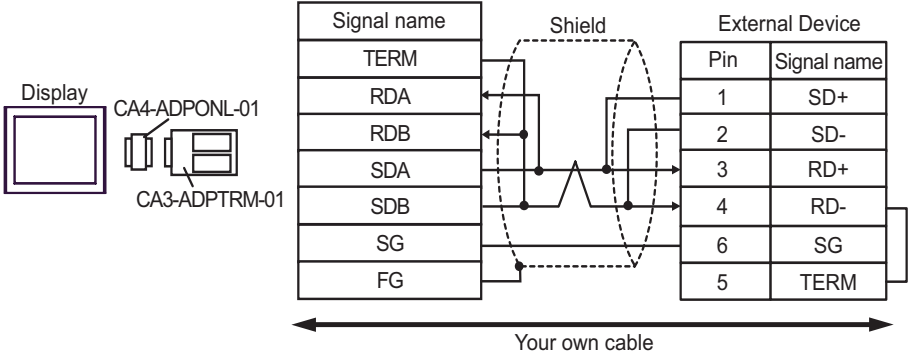 Display
CA4-ADPONL-01
CA3-ADPTRM-01
Signal name
TERM
RDA
RDB
SDA
SDB
SG
FG
Shield
External Device
Pin Signal name
1 SD+
2 SD-
3 RD+
4 RD-
6 SG
5 TERM
Your own cable